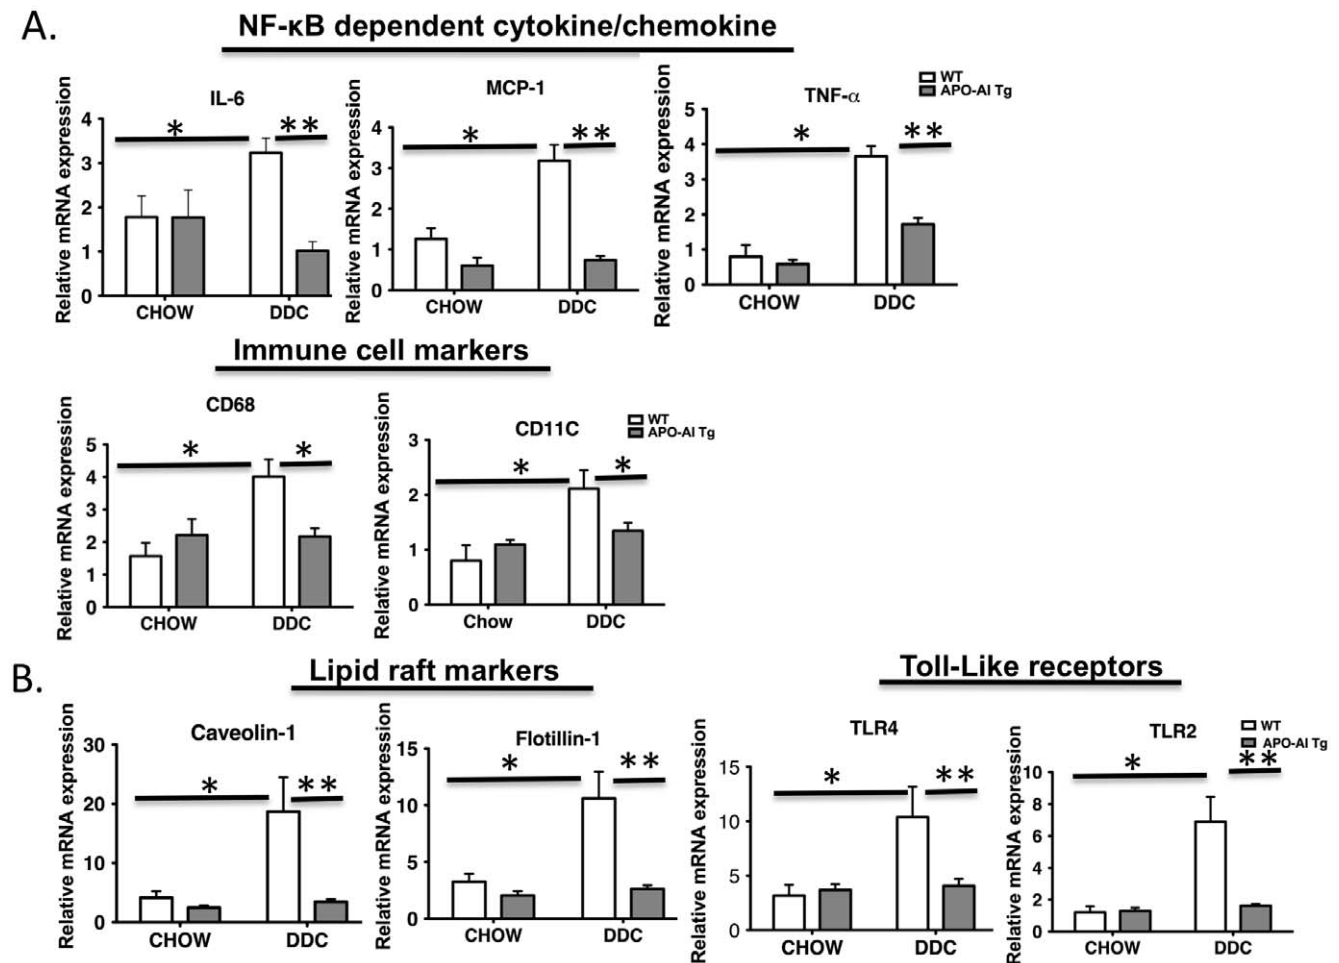 A.
NF-κB dependent cytokine/chemokine
IL-6
Relative mRNA expression
4
3
2
1
0
*
**
CHOW
DDC
MCP-1
Relative mRNA expression
4
3
2
1
0
*
**
CHOW
DDC
TNF-α
WT
APO-AI Tg
Relative mRNA expression
5
4
3
2
1
0
*
**
CHOW
DDC
Immune cell markers
CD68
Relative mRNA expression
5
4
3
2
1
0
*
*
CHOW
DDC
CD11C
WT
APO-AI Tg
Relative mRNA expression
3
2
1
0
*
*
Chow
DDC
B.
Lipid raft markers
Caveolin-1
Relative mRNA expression
30
20
10
0
*
**
CHOW
DDC
Flotillin-1
Relative mRNA expression
15
10
5
0
*
**
CHOW
DDC
Toll-Like receptors
TLR4
Relative mRNA expression
15
10
5
0
*
**
CHOW
DDC
TLR2
WT
APO-AI Tg
Relative mRNA expression
10
8
6
4
2
0
*
**
CHOW
DDC